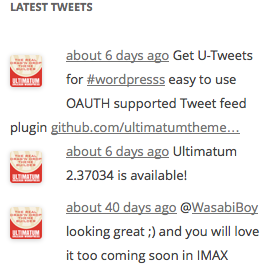 LATEST TWEETS
about 6 days ago Get U-Tweets
for #wordpresss easy to use
OAUTH supported Tweet feed
plugin github.com/ultimatumtheme…
about 6 days ago Ultimatum
2.37034 is available!
about 40 days ago @WasabiBoy
looking great ;) and you will love
it too coming soon in IMAX